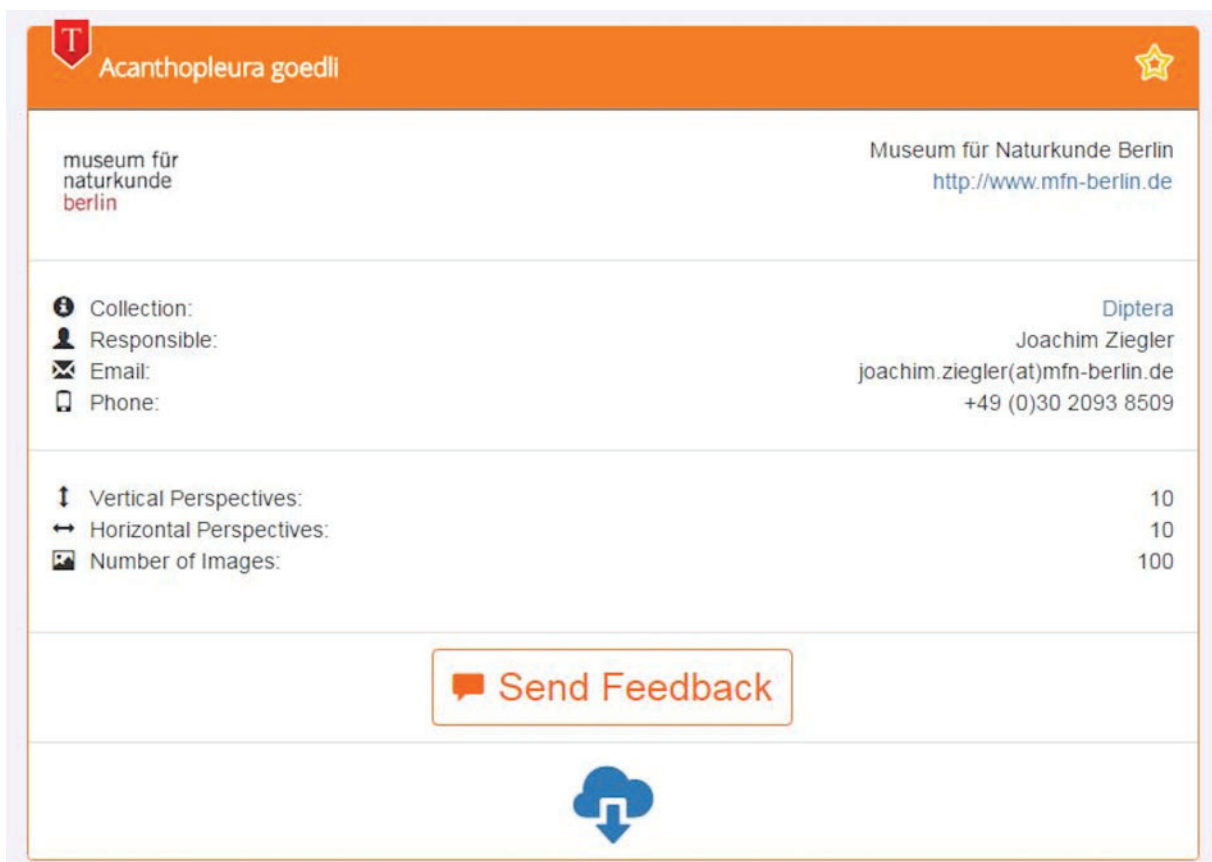 T
Acanthopleura goedli
museum für
naturkunde
berlin
Museum für Naturkunde Berlin
http://www.mfn-berlin.de
Collection: Diptera
Responsible: Joachim Ziegler
Email: joachim.ziegler(at)mfn-berlin.de
Phone: +49 (0)30 2093 8509
Vertical Perspectives: 10
Horizontal Perspectives: 10
Number of Images: 100
Send Feedback